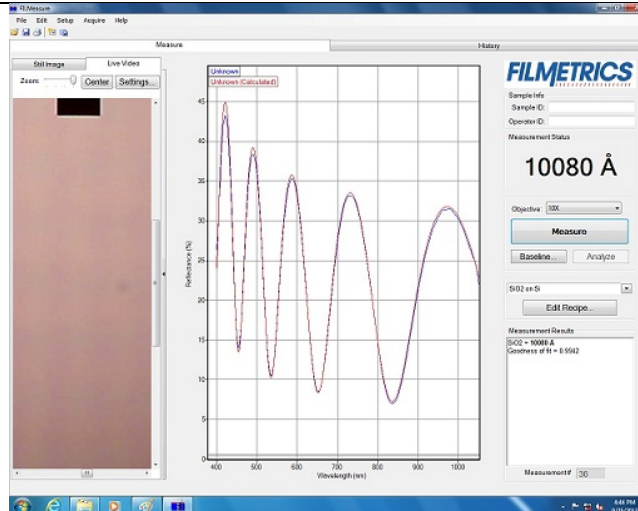 FILMeasure
File Edit Setup Acquire Help
Measure
History
Still Image
Live Video
Zoom:
Center
Settings...
Unknown
Unknown (Calculated)
45
40
35
30
25
20
15
10
5
0
Reflectance (%)
400 500 600 700 800 900 1000
Wavelength (nm)
FILMETRICS
Sample Info
Sample ID:
Operator ID:
Measurement Status
10080 Å
Objective: 10X
Measure
Baseline...
Analyze
SiO2 on Si
Edit Recipe...
Measurement Results
SiO2 = 10080 Å
Goodness of fit = 0.9942
Measurement# 36
4:44 PM